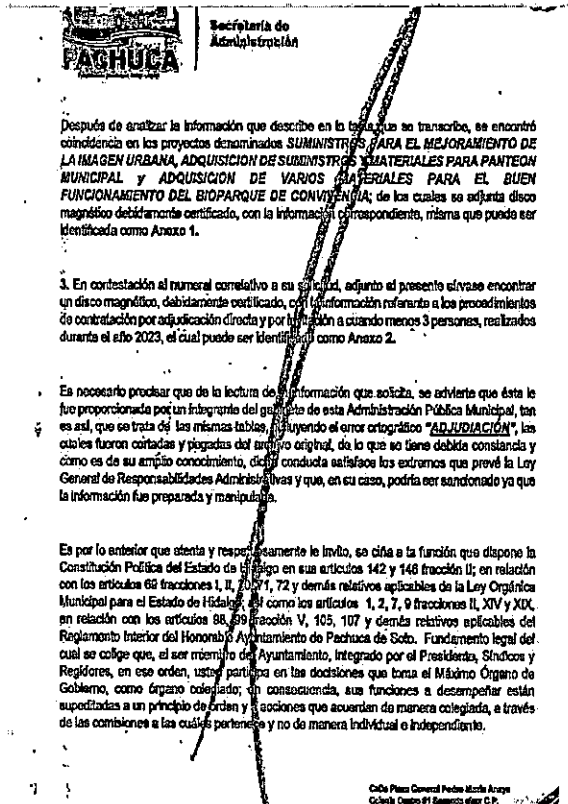 PACHUCA
Secretaría de
Administración
Después de analizar la información que describe en la tabla que se transcribe, se encontró
coincidencia en los proyectos denominados SUMINISTROS PARA EL MEJORAMIENTO DE
LA IMAGEN URBANA, ADQUISICION DE SUMINISTROS Y MATERIALES PARA PANTEON
MUNICIPAL y ADQUISICION DE VARIOS MATERIALES PARA EL BUEN
FUNCIONAMIENTO DEL BIOPARQUE DE CONVIVENCIA; de los cuales se adjunta disco
magnético debidamente certificado, con la información correspondiente, misma que puede ser
identificada como Anexo 1.
3. En contestación al numeral correlativo a su solicitud, adjunto al presente sírvase encontrar
un disco magnético, debidamente certificado, con la información referente a los procedimientos
de contratación por adjudicación directa y por invitación a cuando menos 3 personas, realizados
durante el año 2023, el cual puede ser identificado como Anexo 2.
Es necesario precisar que de la lectura de la información que solicita, se advierte que ésta le
fue proporcionada por un integrante del gabinete de esta Administración Pública Municipal, tan
es así, que se trata de las mismas tablas, incluyendo el error ortográfico "ADJUDIACIÓN", las
cuales fueron cortadas y pegadas del archivo original, de lo que se tiene debida constancia y
como es de su amplio conocimiento, dicha conducta satisface los extremos que prevé la Ley
General de Responsabilidades Administrativas y que, en su caso, podría ser sancionado ya que
la información fue preparada y manipulada.
Es por lo anterior que atenta y respetuosamente le invito, se ciña a la función que dispone la
Constitución Política del Estado de Hidalgo en sus artículos 142 y 146 fracción II; en relación
con los artículos 69 fracciones I, II, 70, 71, 72 y demás relativos aplicables de la Ley Orgánica
Municipal para el Estado de Hidalgo; así como los artículos 1, 2, 7, 9 fracciones II, XIV y XIX,
en relación con los artículos 98, 99 fracción V, 105, 107 y demás relativos aplicables del
Reglamento Interior del Honorable Ayuntamiento de Pachuca de Soto. Fundamento legal del
cual se colige que, el ser miembro del Ayuntamiento, integrado por el Presidente, Síndicos y
Regidores, en ese orden, usted participa en las decisiones que toma el Máximo Órgano de
Gobierno, como órgano colegiado; en consecuencia, sus funciones a desempeñar están
supeditadas a un principio de orden y acciones que acuerdan de manera colegiada, a través
de las comisiones a las cuáles pertenece y no de manera individual e independiente.
Calle Plaza General Pedro María Anaya
Colonia Centro #1 Segundo piso C.P.